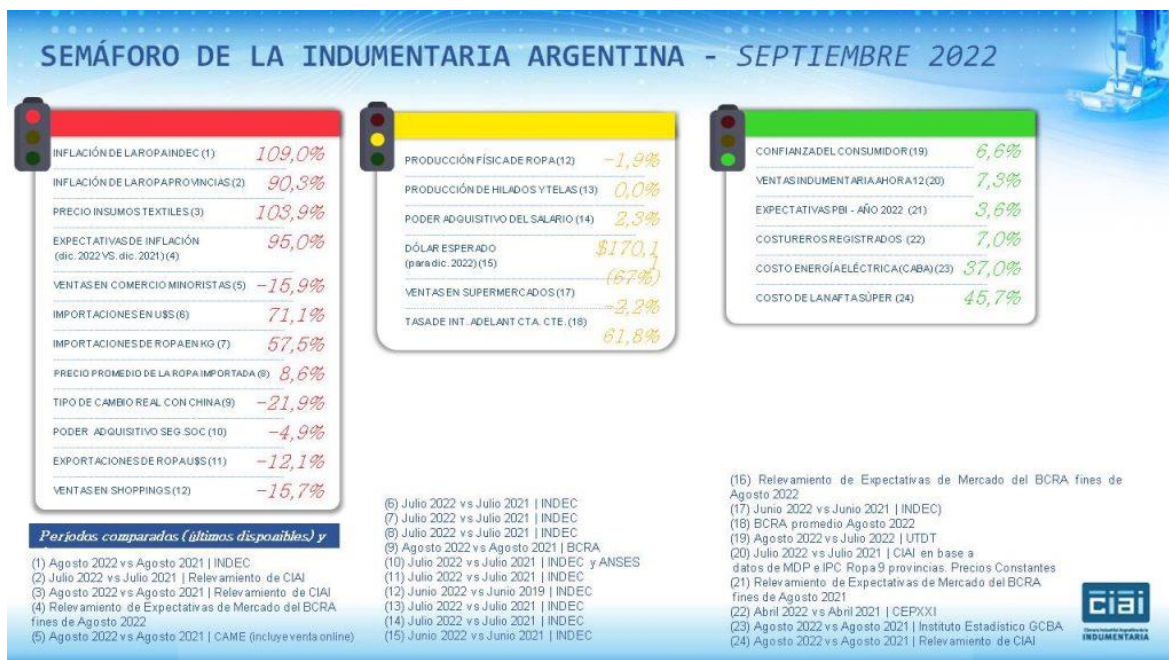 SEMÁFORO DE LA INDUMENTARIA ARGENTINA - SEPTIEMBRE 2022
INFLACIÓN DE LA ROPA INDEC (1) 109,0%
INFLACIÓN DE LA ROPA PROVINCIAS (2) 90,3%
PRECIO INSUMOS TEXTILES (3) 103,9%
EXPECTATIVAS DE INFLACIÓN 95,0%
(dic. 2022 VS. dic. 2021) (4)
VENTAS EN COMERCIO MINORISTAS (5) -15,9%
IMPORTACIONES EN U$S (6) 71,1%
IMPORTACIONES DE ROPA EN KG (7) 57,5%
PRECIO PROMEDIO DE LA ROPA IMPORTADA (8) 8,6%
TIPO DE CAMBIO REAL CON CHINA (9) -21,9%
PODER ADQUISITIVO SEG. SOC (10) -4,9%
EXPORTACIONES DE ROPA U$S (11) -12,1%
VENTAS EN SHOPPINGS (12) -15,7%
Períodos comparados (últimos disponibles) y
(1) Agosto 2022 vs Agosto 2021 | INDEC
(2) Julio 2022 vs Julio 2021 | Relevamiento de CIAI
(3) Agosto 2022 vs Agosto 2021 | Relevamiento de CIAI
(4) Relevamiento de Expectativas de Mercado del BCRA
fines de Agosto 2022
(5) Agosto 2022 vs Agosto 2021 | CAME (incluye venta online)
PRODUCCIÓN FÍSICA DE ROPA (12) -1,9%
PRODUCCIÓN DE HILADOS Y TELAS (13) 0,0%
PODER ADQUISITIVO DEL SALARIO (14) 2,3%
DÓLAR ESPERADO $170,1
(para dic. 2022) (15) 1
(67%)
VENTAS EN SUPERMERCADOS (17)
-2,2%
TASA DE INT. ADELANT CTA. CTE. (18)
61,8%
(6) Julio 2022 vs Julio 2021 | INDEC
(7) Julio 2022 vs Julio 2021 | INDEC
(8) Julio 2022 vs Julio 2021 | INDEC
(9) Agosto 2022 vs Agosto 2021 | BCRA
(10) Julio 2022 vs Julio 2021 | INDEC y ANSES
(11) Julio 2022 vs Julio 2021 | INDEC
(12) Junio 2022 vs Junio 2019 | INDEC
(13) Julio 2022 vs Julio 2021 | INDEC
(14) Julio 2022 vs Julio 2021 | INDEC
(15) Junio 2022 vs Junio 2021 | INDEC
CONFIANZA DEL CONSUMIDOR (19) 6,6%
VENTAS INDUMENTARIA AHORA 12 (20) 7,3%
EXPECTATIVAS PBI - AÑO 2022 (21) 3,6%
COSTUREROS REGISTRADOS (22) 7,0%
COSTO ENERGÍA ELÉCTRICA (CABA) (23) 37,0%
COSTO DE LA NAFTA SÚPER (24) 45,7%
(16) Relevamiento de Expectativas de Mercado del BCRA fines de
Agosto 2022
(17) Junio 2022 vs Junio 2021 | INDEC)
(18) BCRA promedio Agosto 2022
(19) Agosto 2022 vs Julio 2022 | UTDT
(20) Julio 2022 vs Julio 2021 | CIAI en base a
datos de MDP e IPC Ropa 9 provincias. Precios Constantes
(21) Relevamiento de Expectativas de Mercado del BCRA
fines de Agosto 2021
(22) Abril 2022 vs Abril 2021 | CEPXXI
(23) Agosto 2022 vs Agosto 2021 | Instituto Estadístico GCBA
(24) Agosto 2022 vs Agosto 2021 | Relevamiento de CIAI
ciai
Cámara Industrial Argentina de la
INDUMENTARIA